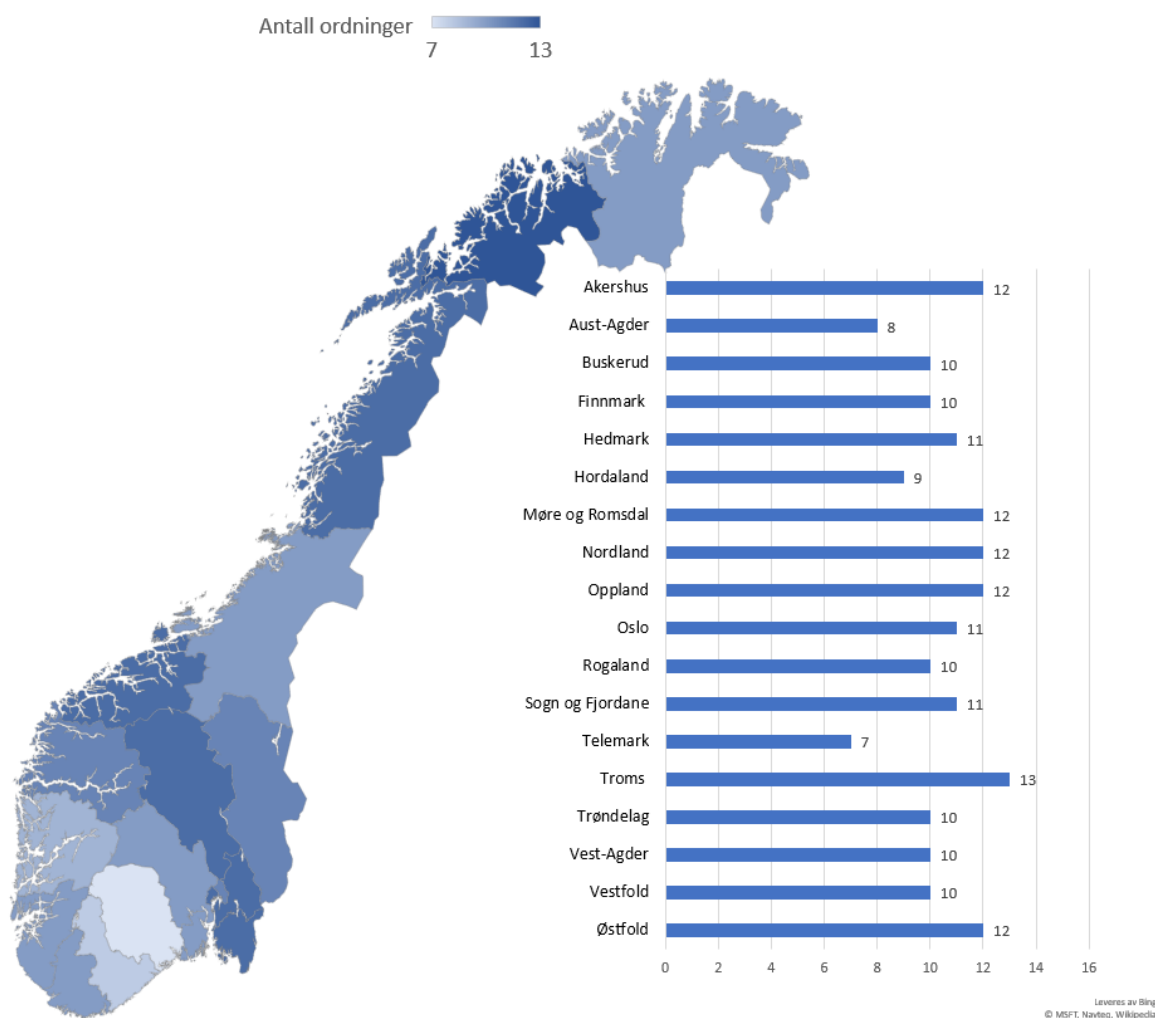 Antall ordninger
7 13
Akershus 12
Aust-Agder 8
Buskerud 10
Finnmark 10
Hedmark 11
Hordaland 9
Møre og Romsdal 12
Nordland 12
Oppland 12
Oslo 11
Rogaland 10
Sogn og Fjordane 11
Telemark 7
Troms 13
Trøndelag 10
Vest-Agder 10
Vestfold 10
Østfold 12
0 2 4 6 8 10 12 14 16
Leveres av Bing
© MSFT, Navteq, Wikipedia